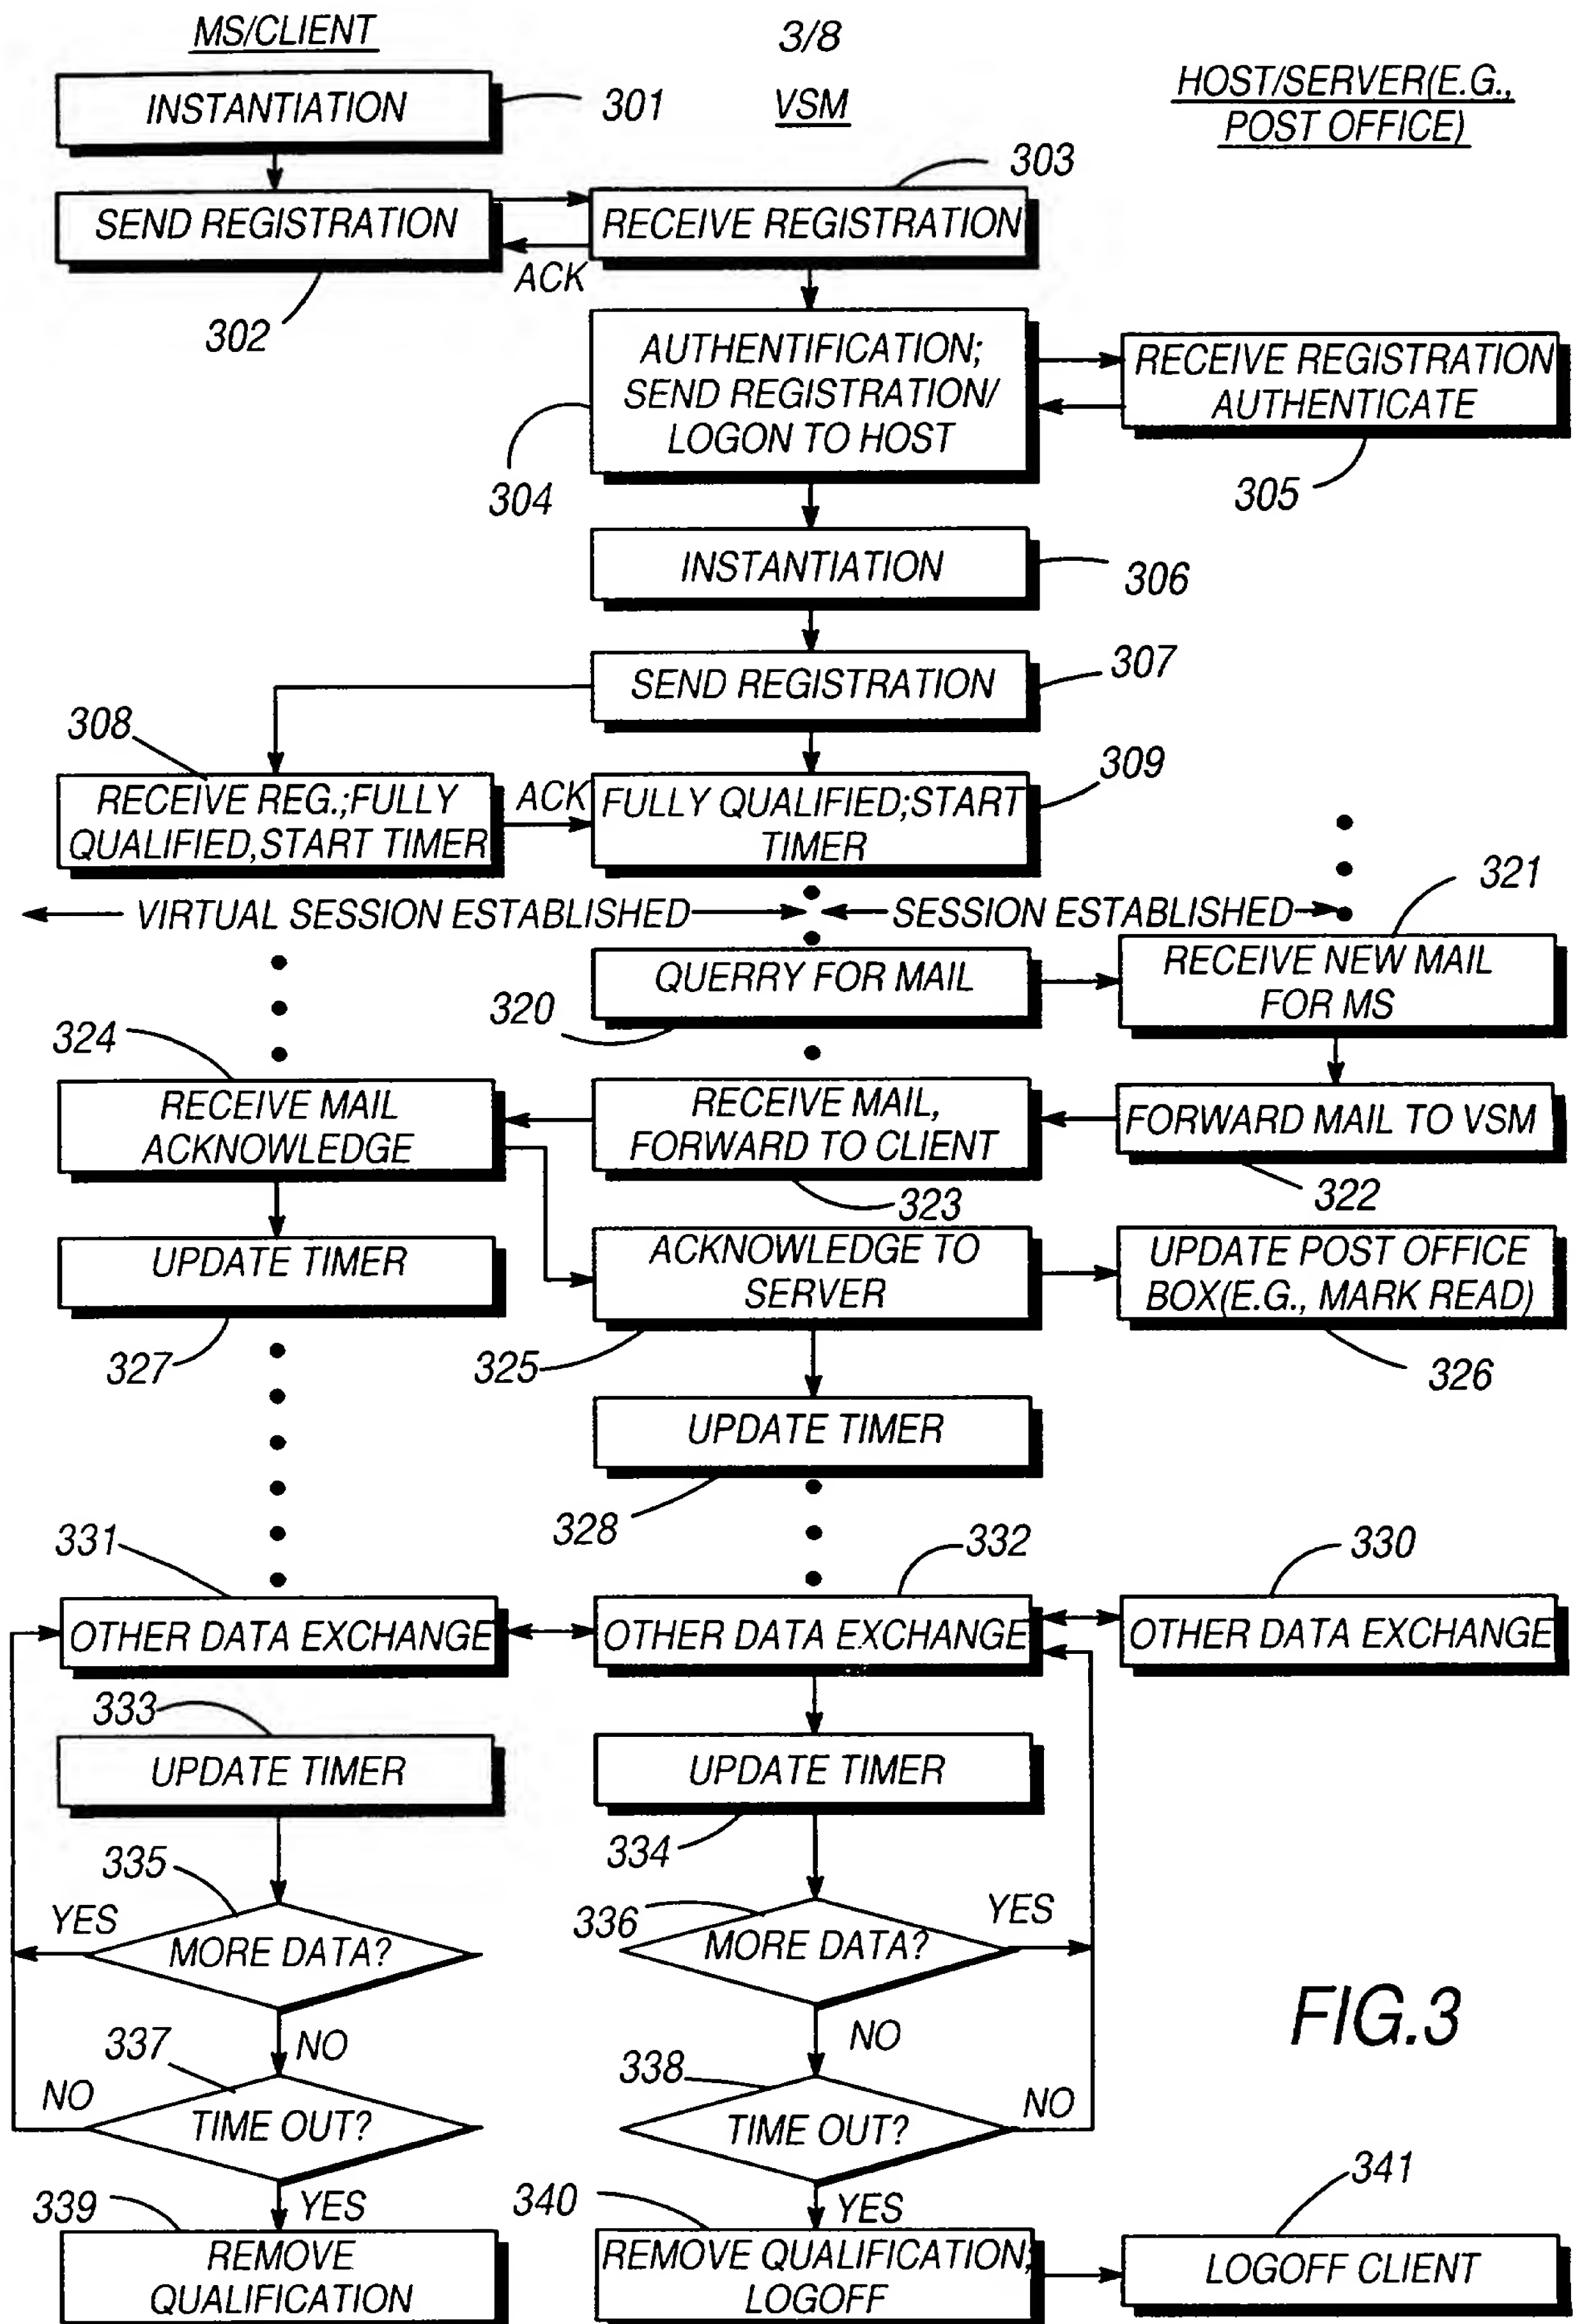 MS/CLIENT
3/8
VSM
HOST/SERVER(E.G.,
POST OFFICE)
INSTANTIATION
301
303
SEND REGISTRATION
RECEIVE REGISTRATION
ACK
302
AUTHENTIFICATION;
SEND REGISTRATION/
LOGON TO HOST
RECEIVE REGISTRATION
AUTHENTICATE
304
305
INSTANTIATION
306
SEND REGISTRATION
307
308
309
RECEIVE REG.;FULLY
QUALIFIED,START TIMER
ACK
FULLY QUALIFIED;START
TIMER
321
VIRTUAL SESSION ESTABLISHED
SESSION ESTABLISHED
QUERRY FOR MAIL
RECEIVE NEW MAIL
FOR MS
320
324
RECEIVE MAIL
ACKNOWLEDGE
RECEIVE MAIL,
FORWARD TO CLIENT
FORWARD MAIL TO VSM
323
322
UPDATE TIMER
ACKNOWLEDGE TO
SERVER
UPDATE POST OFFICE
BOX(E.G., MARK READ)
327
325
326
UPDATE TIMER
328
331
332
330
OTHER DATA EXCHANGE
OTHER DATA EXCHANGE
OTHER DATA EXCHANGE
333
UPDATE TIMER
UPDATE TIMER
334
335
336
YES
MORE DATA?
MORE DATA?
YES
FIG.3
NO
NO
337
338
NO
TIME OUT?
TIME OUT?
NO
YES
YES
339
340
341
REMOVE
QUALIFICATION
REMOVE QUALIFICATION,
LOGOFF
LOGOFF CLIENT